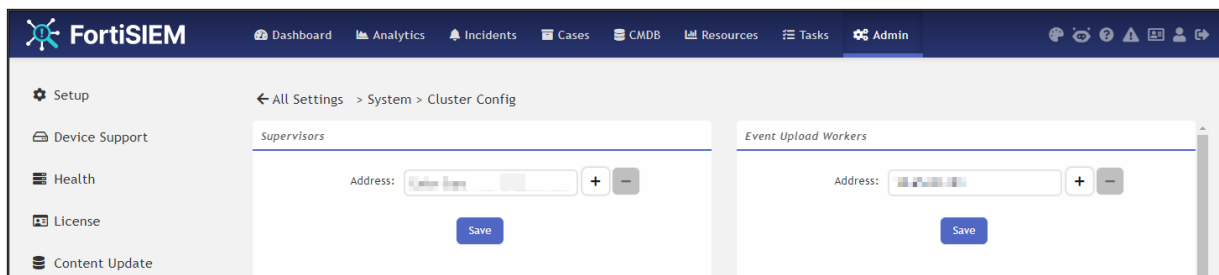 FortiSIEM Dashboard Analytics Incidents Cases CMDB Resources Tasks Admin
Setup
← All Settings > System > Cluster Config
Device Support
Supervisors
Event Upload Workers
Health
Address: + −
Address: + −
License
Save
Save
Content Update